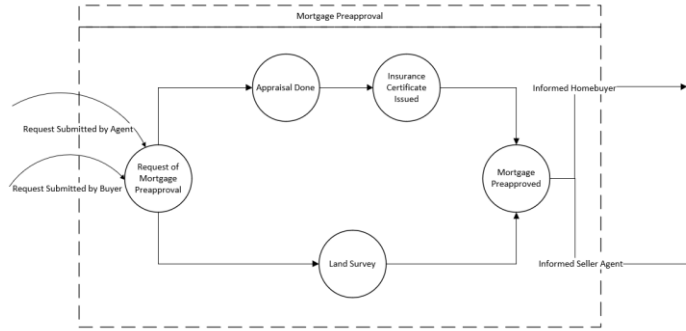 Mortgage Preapproval
Appraisal Done
Insurance
Certificate
Issued
Informed Homebuyer
Request Submitted by Agent
Request of
Mortgage
Preapproval
Mortgage
Preapproved
Request Submitted by Buyer
Land Survey
Informed Seller Agent